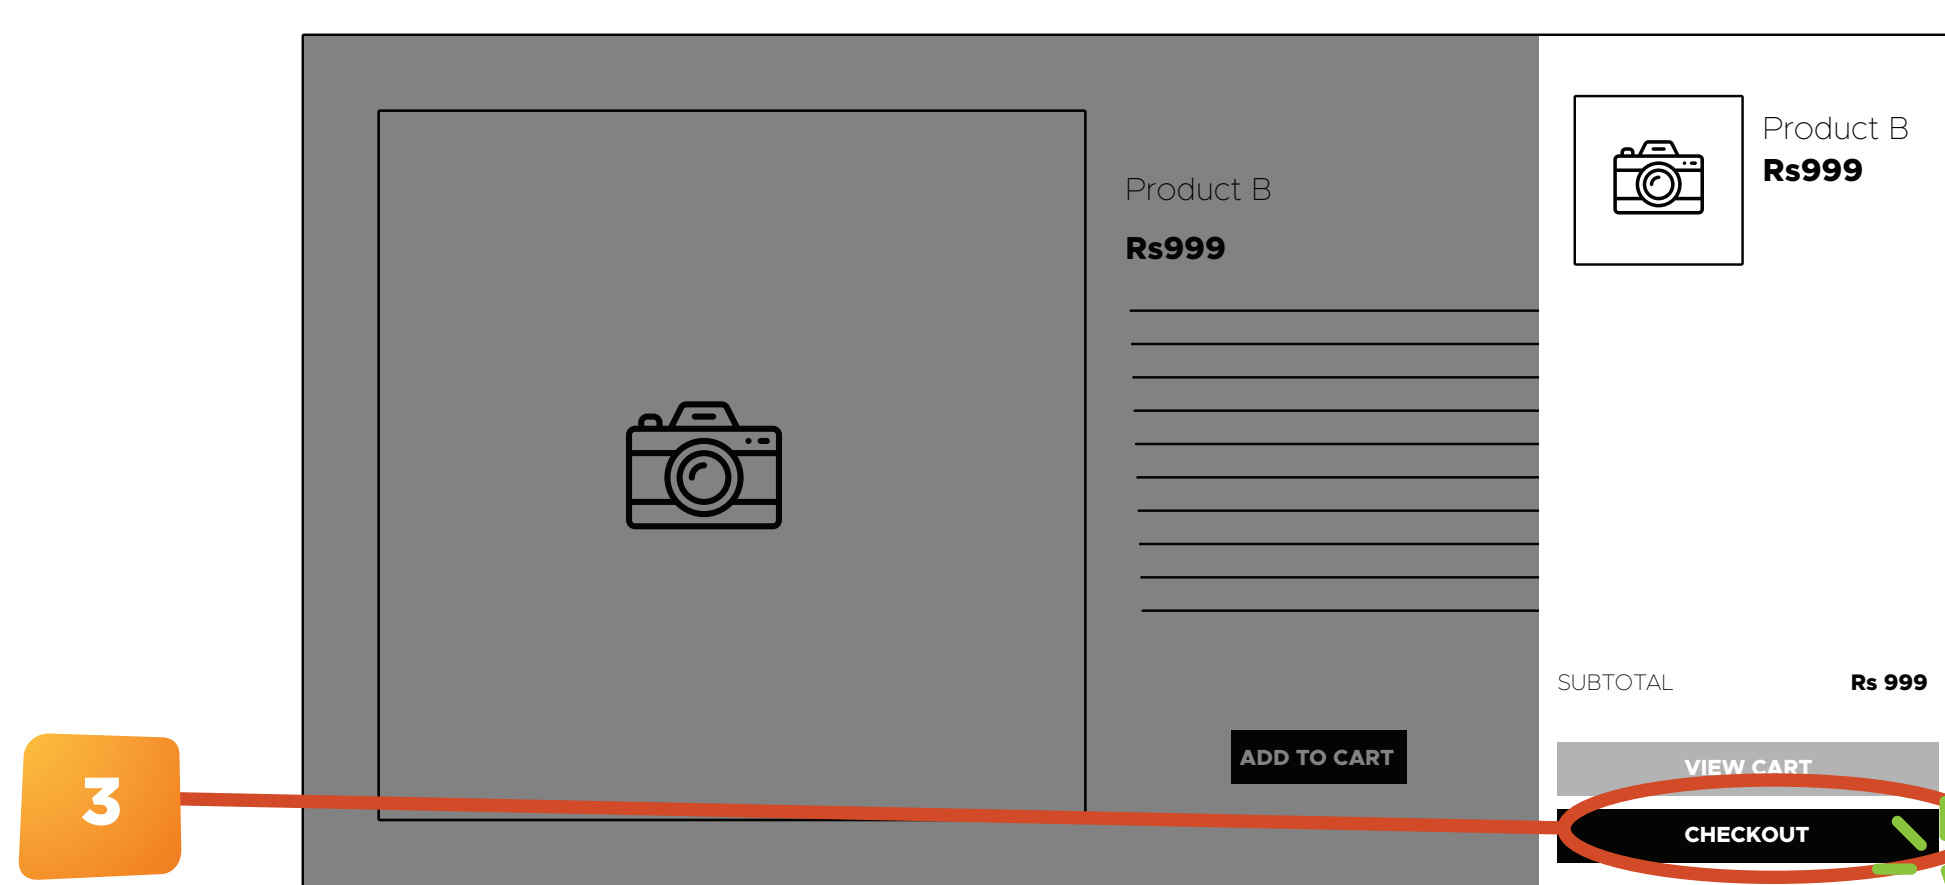 Product B
Rs999
ADD TO CART
Product B
Rs999
SUBTOTAL Rs 999
VIEW CART
CHECKOUT
3